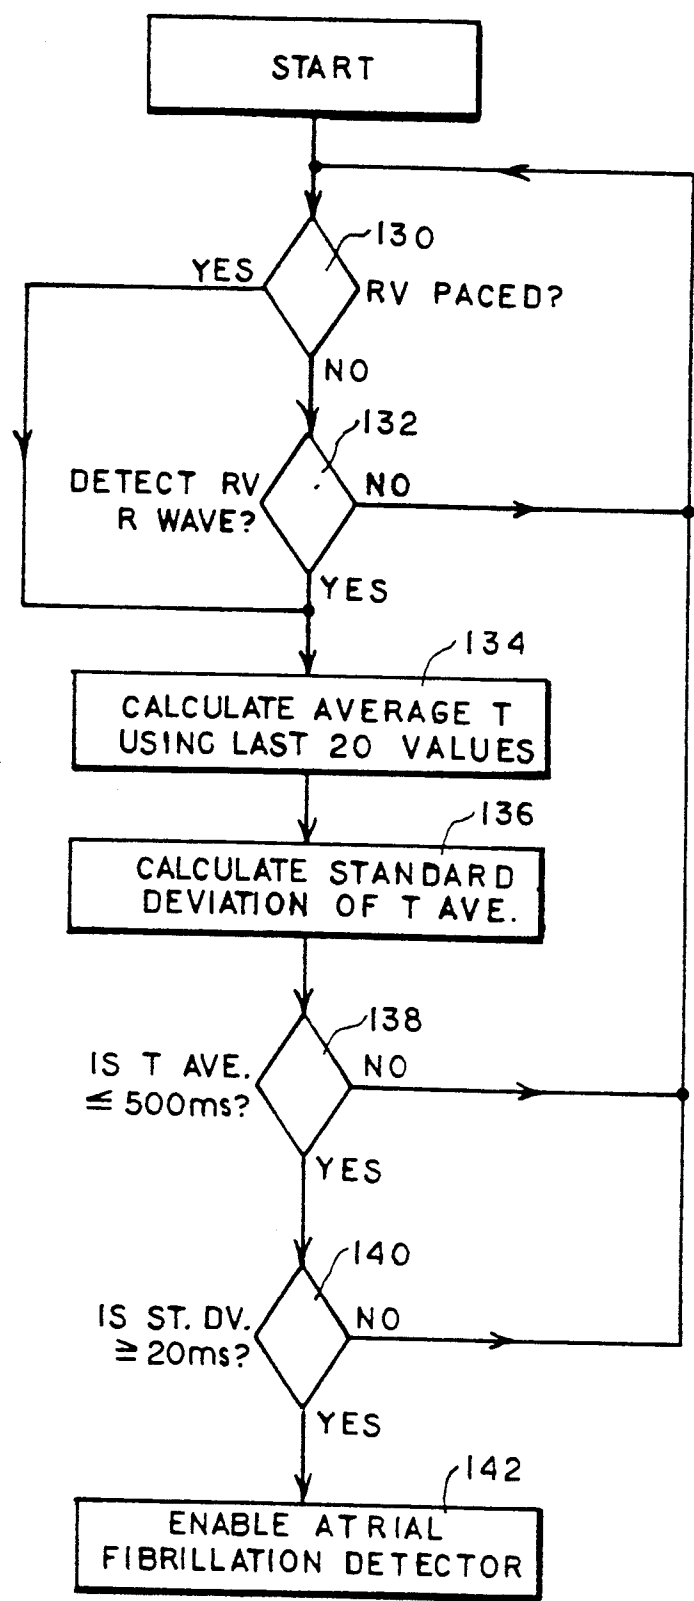 START
130
YES
RV PACED?
NO
132
DETECT RV
R WAVE?
NO
YES
134
CALCULATE AVERAGE T
USING LAST 20 VALUES
136
CALCULATE STANDARD
DEVIATION OF T AVE.
138
IS T AVE.
≦ 500ms?
NO
YES
140
IS ST. DV.
≧ 20ms?
NO
YES
142
ENABLE ATRIAL
FIBRILLATION DETECTOR